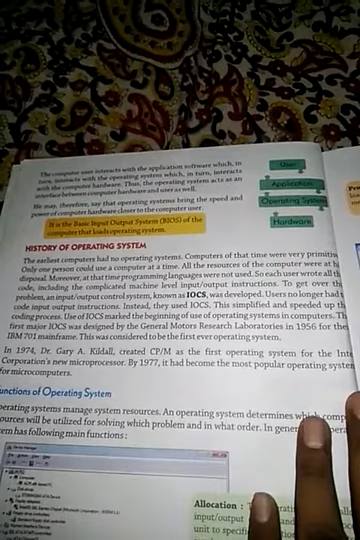 The computer user interacts with the application software which, in
turn, interacts with the operating system which, in turn, interacts
with the computer hardware. Thus, the operating system acts as an
interface between computer hardware and user as well.
We may, therefore, say that operating systems bring the speed and
power of computer hardware closer to the computer user.
User
Application
Operating System
Hardware
It is the Basic Input Output System (BIOS) of the
computer that loads operating system.
HISTORY OF OPERATING SYSTEM
The earliest computers had no operating systems. Computers of that time were very primitive
Only one person could use a computer at a time. All the resources of the computer were at
disposal. Moreover, at that time programming languages were not used. So each user wrote all
code, including the complicated machine level input/output instructions. To get over
problem, an input/output control system, known as IOCS, was developed. Users no longer had
code input output instructions. Instead, they used IOCS. This simplified and speeded up
coding process. Use of IOCS marked the beginning of use of operating systems in computers.
first major IOCS was designed by the General Motors Research Laboratories in 1956 for
IBM 701 mainframe. This was considered to be the first ever operating system.
In 1974, Dr. Gary A. Kildall, created CP/M as the first operating system for the
Corporation's new microprocessor. By 1977, it had become the most popular operating
for microcomputers.
unctions of Operating System
perating systems manage system resources. An operating system determines which
ources will be utilized for solving which problem and in what order. In general
tem has following main functions:
Device Manager
Allocation :
input/output
unit to specific